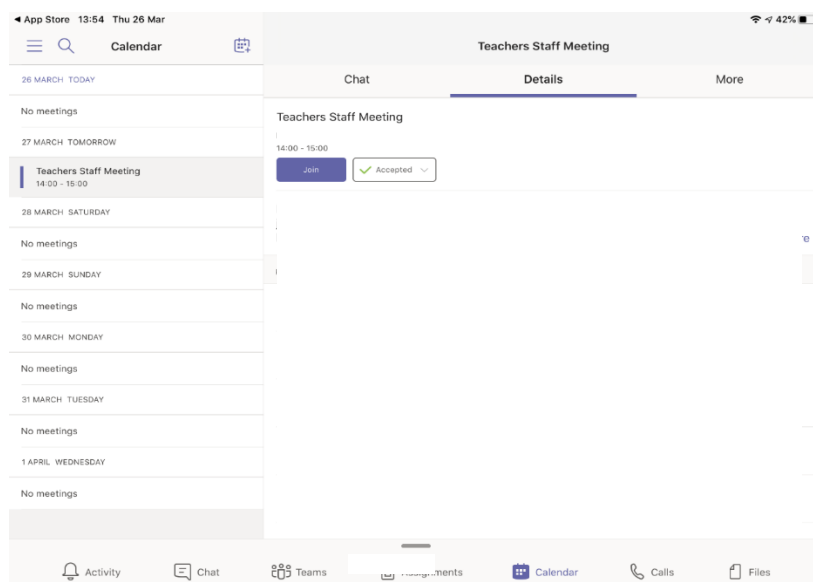 App Store 13:54 Thu 26 Mar
42%
Calendar
26 MARCH TODAY
No meetings
27 MARCH TOMORROW
Teachers Staff Meeting
14:00 - 15:00
28 MARCH SATURDAY
No meetings
29 MARCH SUNDAY
No meetings
30 MARCH MONDAY
No meetings
31 MARCH TUESDAY
No meetings
1 APRIL WEDNESDAY
No meetings
Teachers Staff Meeting
Chat Details More
Teachers Staff Meeting
14:00 - 15:00
Join Accepted
Activity Chat Teams Calendar Calls Files